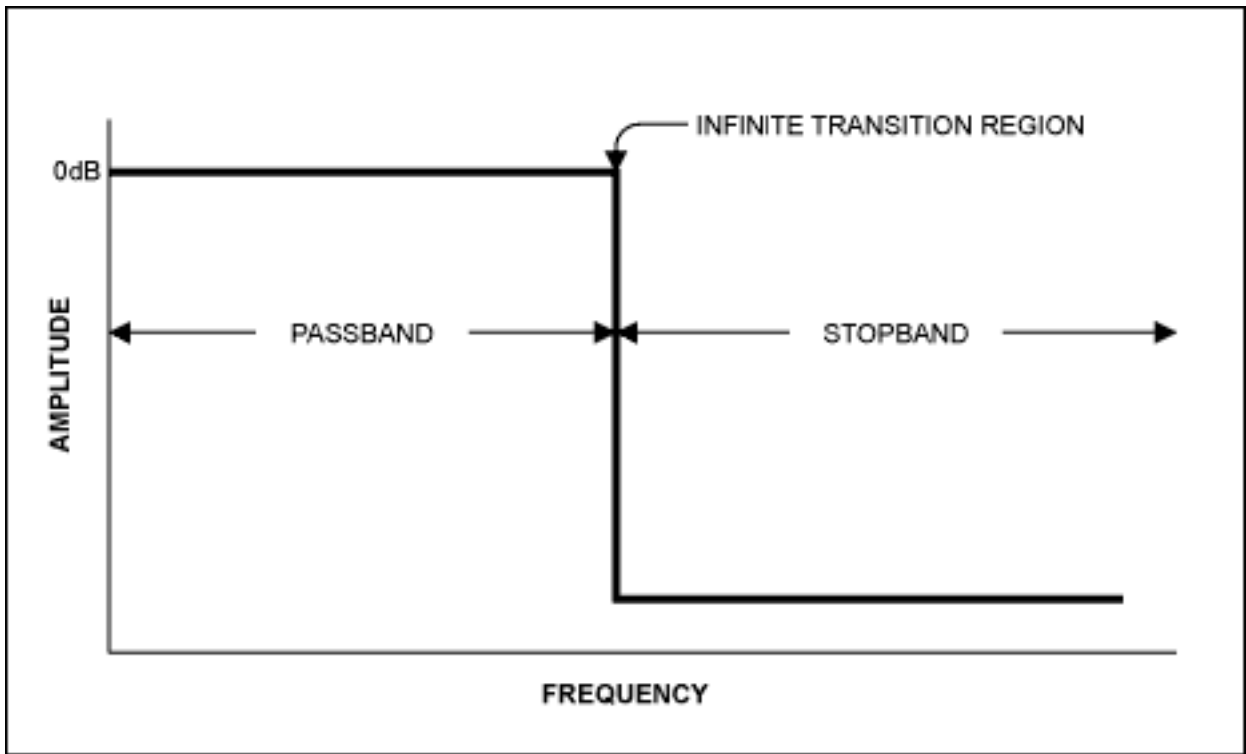 INFINITE TRANSITION REGION
0dB
AMPLITUDE
PASSBAND
STOPBAND
FREQUENCY